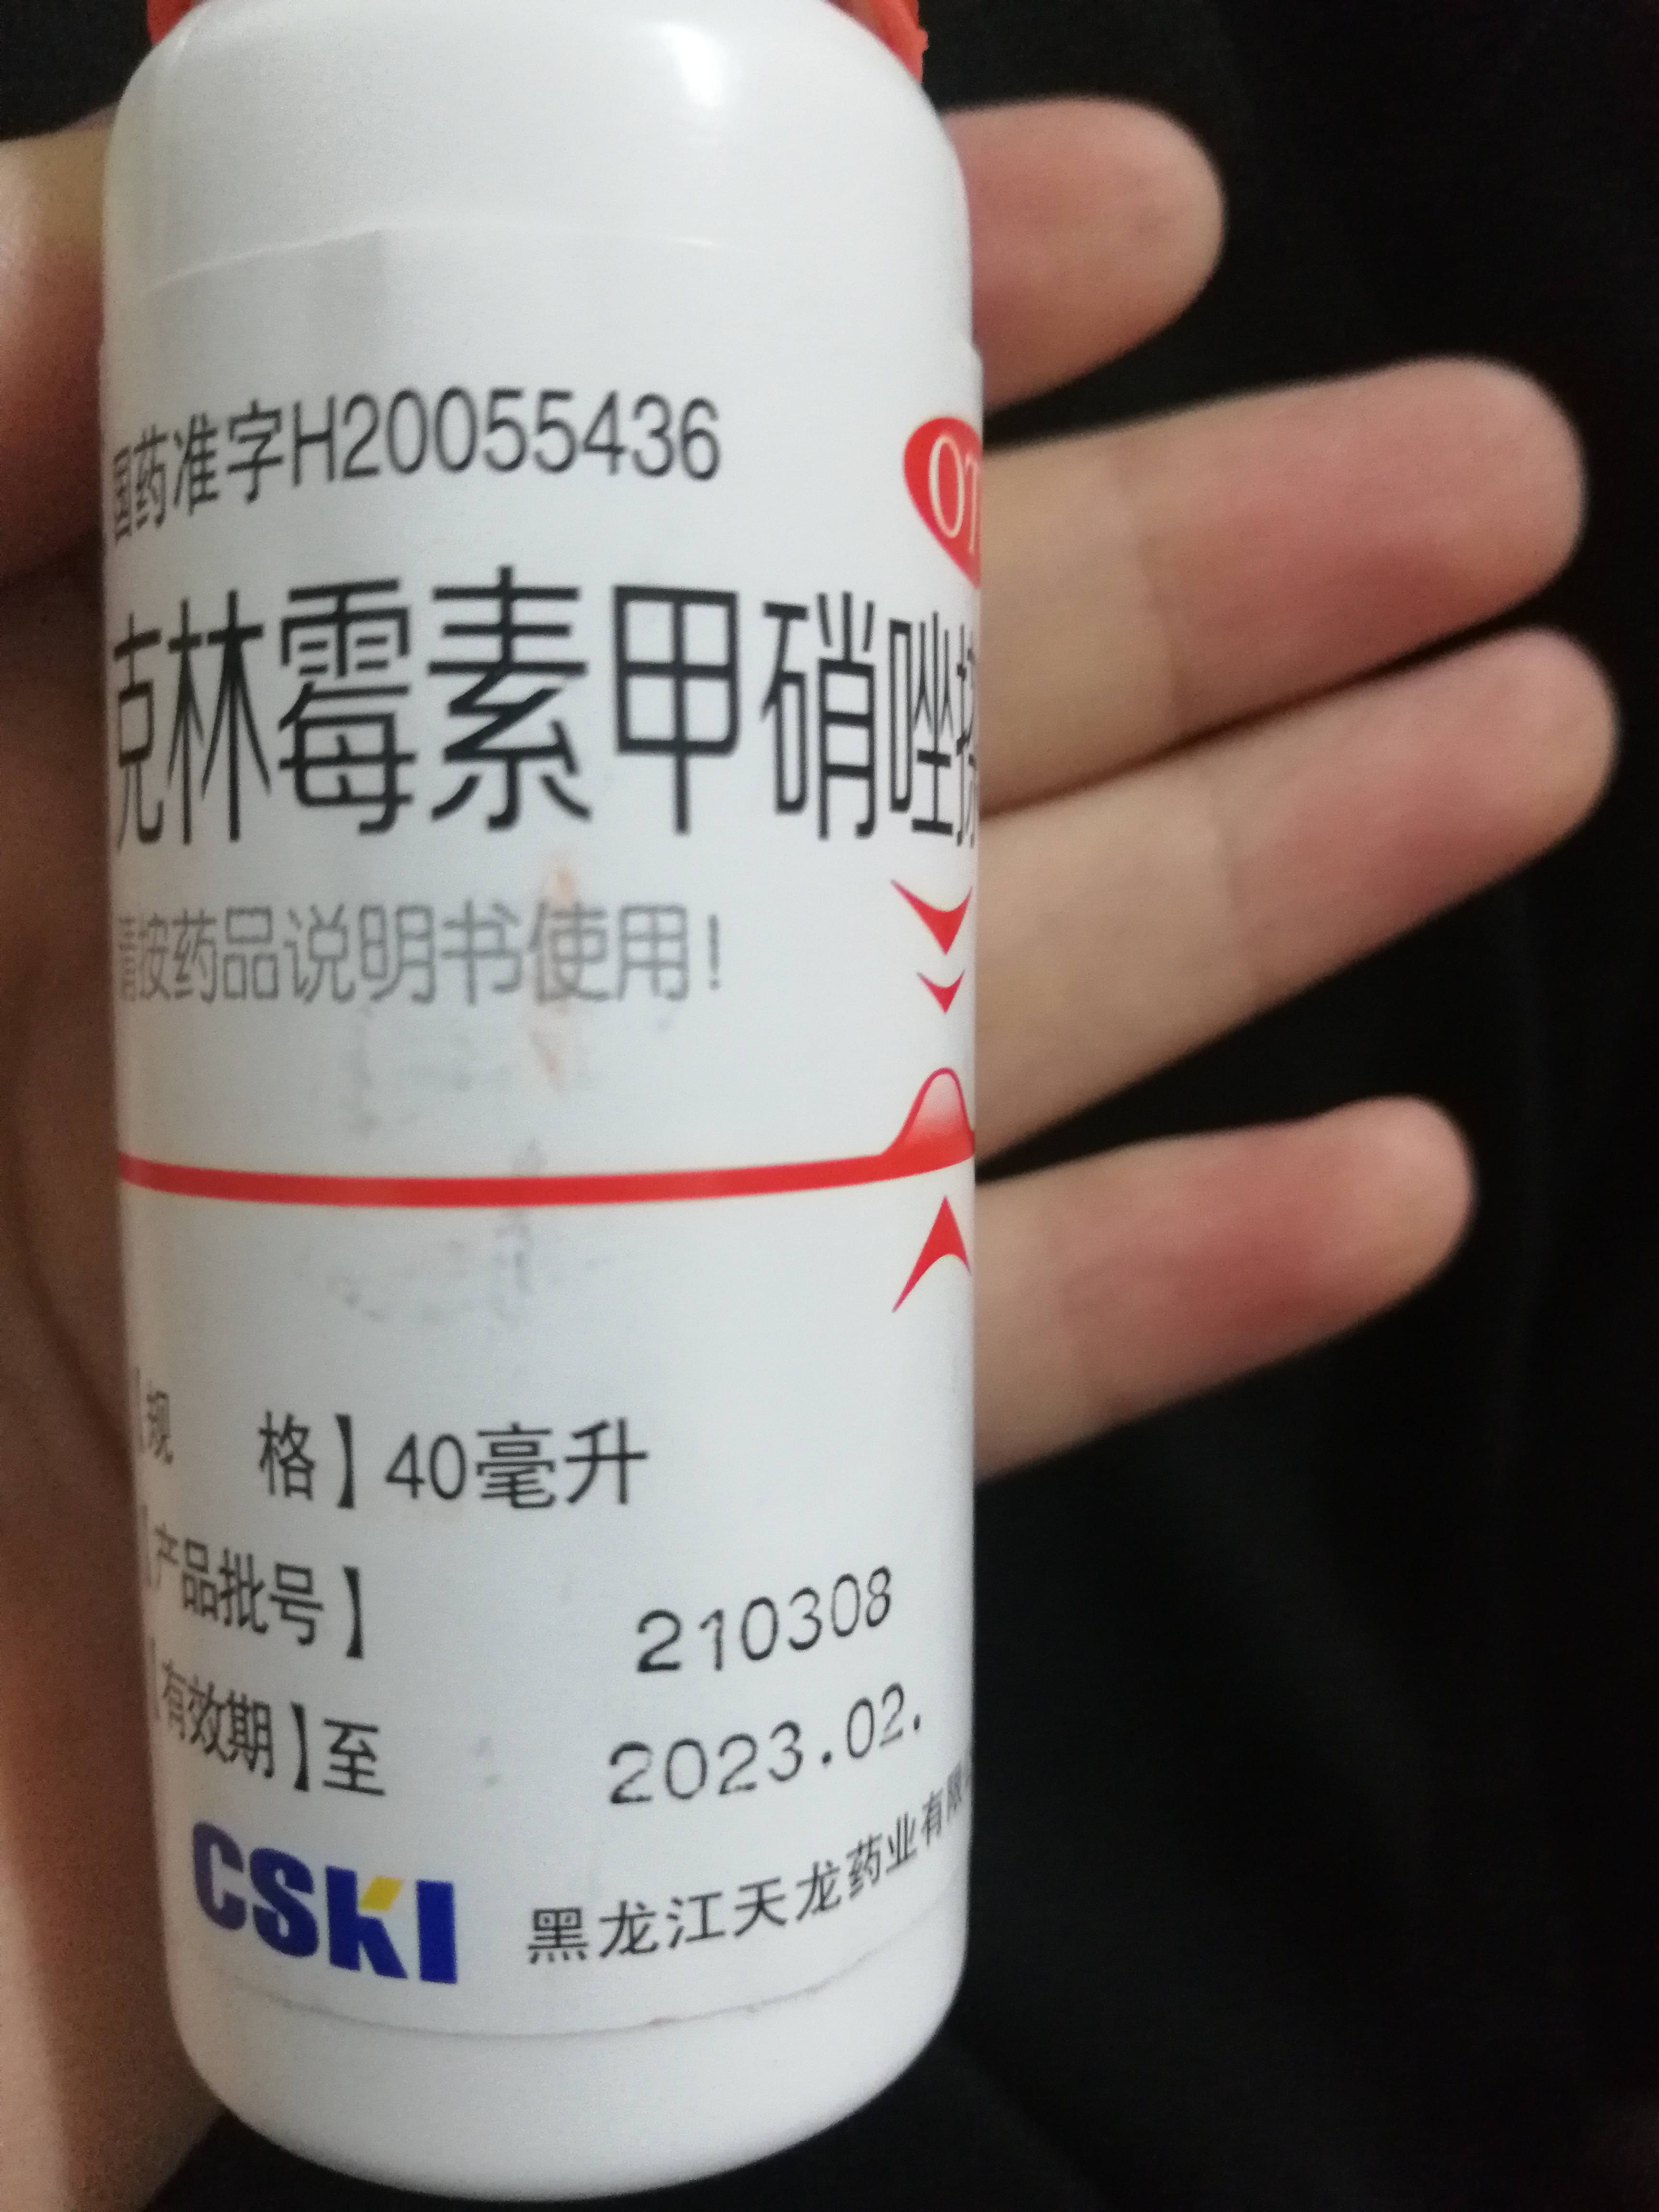 国药准字H20055436
OT
克林霉素甲硝唑搽
请按药品说明书使用!
【规 格】40毫升
【产品批号】 210308
【有效期】至 2023.02.
CSKI 黑龙江天龙药业有限